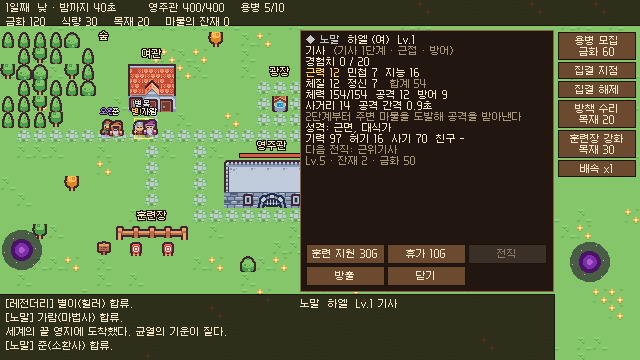 1일째 낮 · 밤까지 40초 영주관 400/400 용병 5/10
금화 120 식량 30 목재 20 마물의 잔재 0
숲
여관
광장
영주관
훈련장
◆ 노말 하엘 (여) Lv.1
기사 (기사 1단계 · 근접 · 방어)
경험치 0 / 20
근력 12 민첩 7 지능 16
체질 12 정신 7 합계 54
체력 154/154 공격 12 방어 9
사거리 14 공격 간격 0.9초
2단계부터 주변 마물을 도발해 공격을 받아낸다
성격: 근면, 대식가
기력 97 허기 16 사기 70 친구 -
다음 전직: 근위기사
Lv.5 · 잔재 2 · 금화 50
훈련 지원 30G 휴가 10G 전직
방출 닫기
용병 모집
금화 60
집결 지점
집결 해제
방책 수리
목재 20
훈련장 강화
목재 30
배속 x1
[레전더리] 별이(힐러) 합류.
[노말] 가람(마법사) 합류.
세계의 끝 영지에 도착했다. 균열의 기운이 짙다.
[노말] 준(소환사) 합류.
노말 하엘 Lv.1 기사